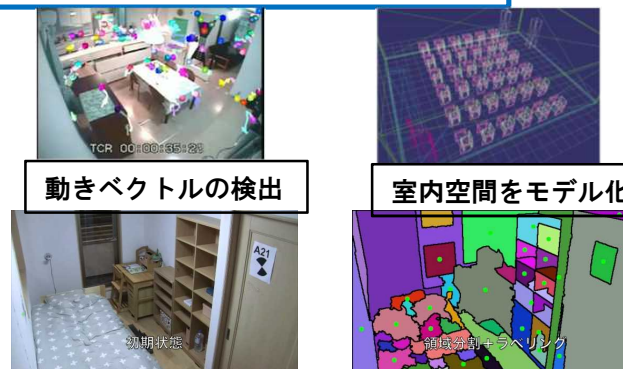 TCR 00:00:35:22
動きベクトルの検出
室内空間をモデル化
A21
初期状態
領域分割+ラベリング